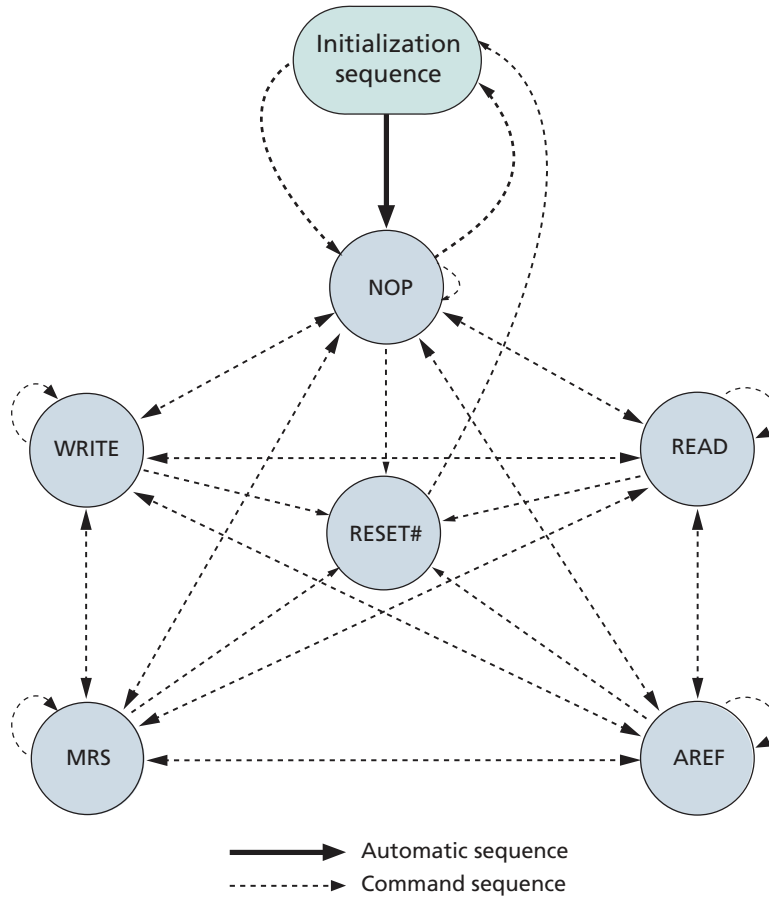 Initialization
sequence
NOP
WRITE
READ
RESET#
MRS
AREF
Automatic sequence
Command sequence